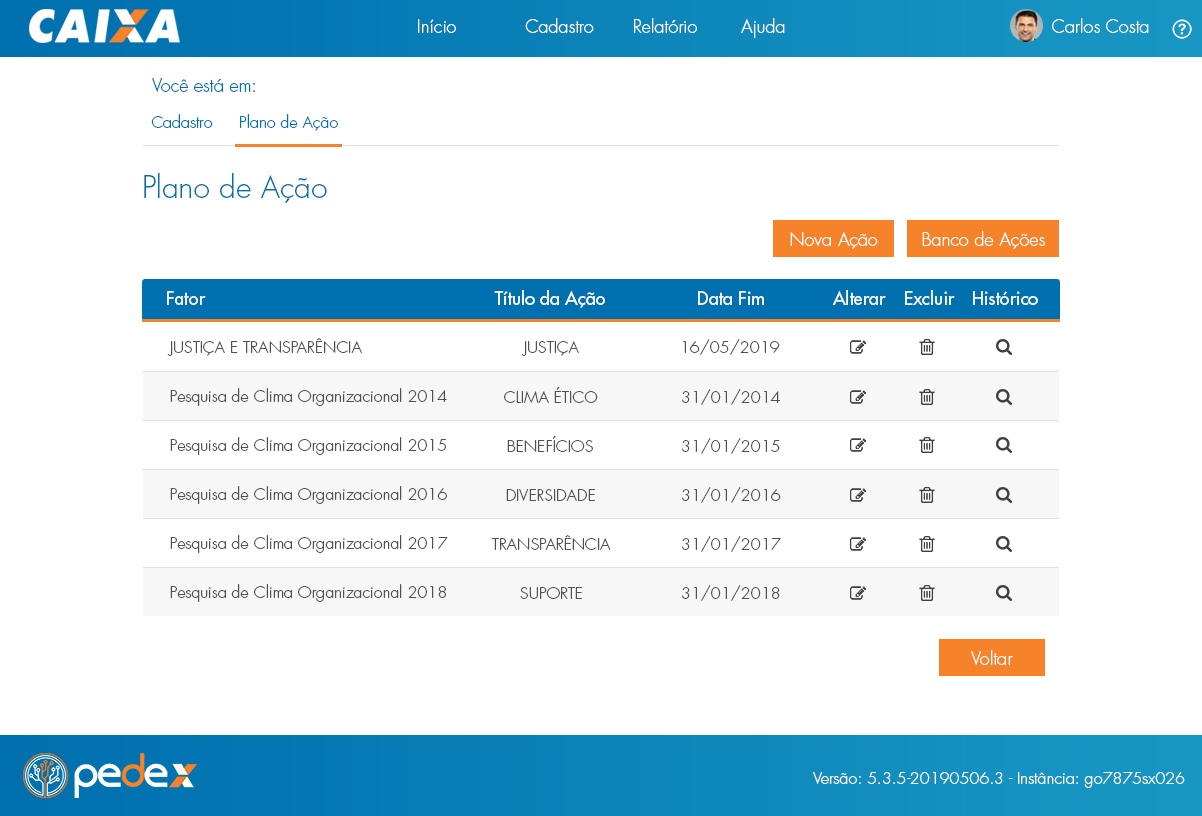 CAIXA Início Cadastro Relatório Ajuda Carlos Costa ?
Você está em:
Cadastro Plano de Ação
Plano de Ação
Nova Ação Banco de Ações
Fator Título da Ação Data Fim Alterar Excluir Histórico
JUSTIÇA E TRANSPARÊNCIA JUSTIÇA 16/05/2019
Pesquisa de Clima Organizacional 2014 CLIMA ÉTICO 31/01/2014
Pesquisa de Clima Organizacional 2015 BENEFÍCIOS 31/01/2015
Pesquisa de Clima Organizacional 2016 DIVERSIDADE 31/01/2016
Pesquisa de Clima Organizacional 2017 TRANSPARÊNCIA 31/01/2017
Pesquisa de Clima Organizacional 2018 SUPORTE 31/01/2018
Voltar
pedex Versão: 5.3.5-20190506.3 - Instância: go7875sx026